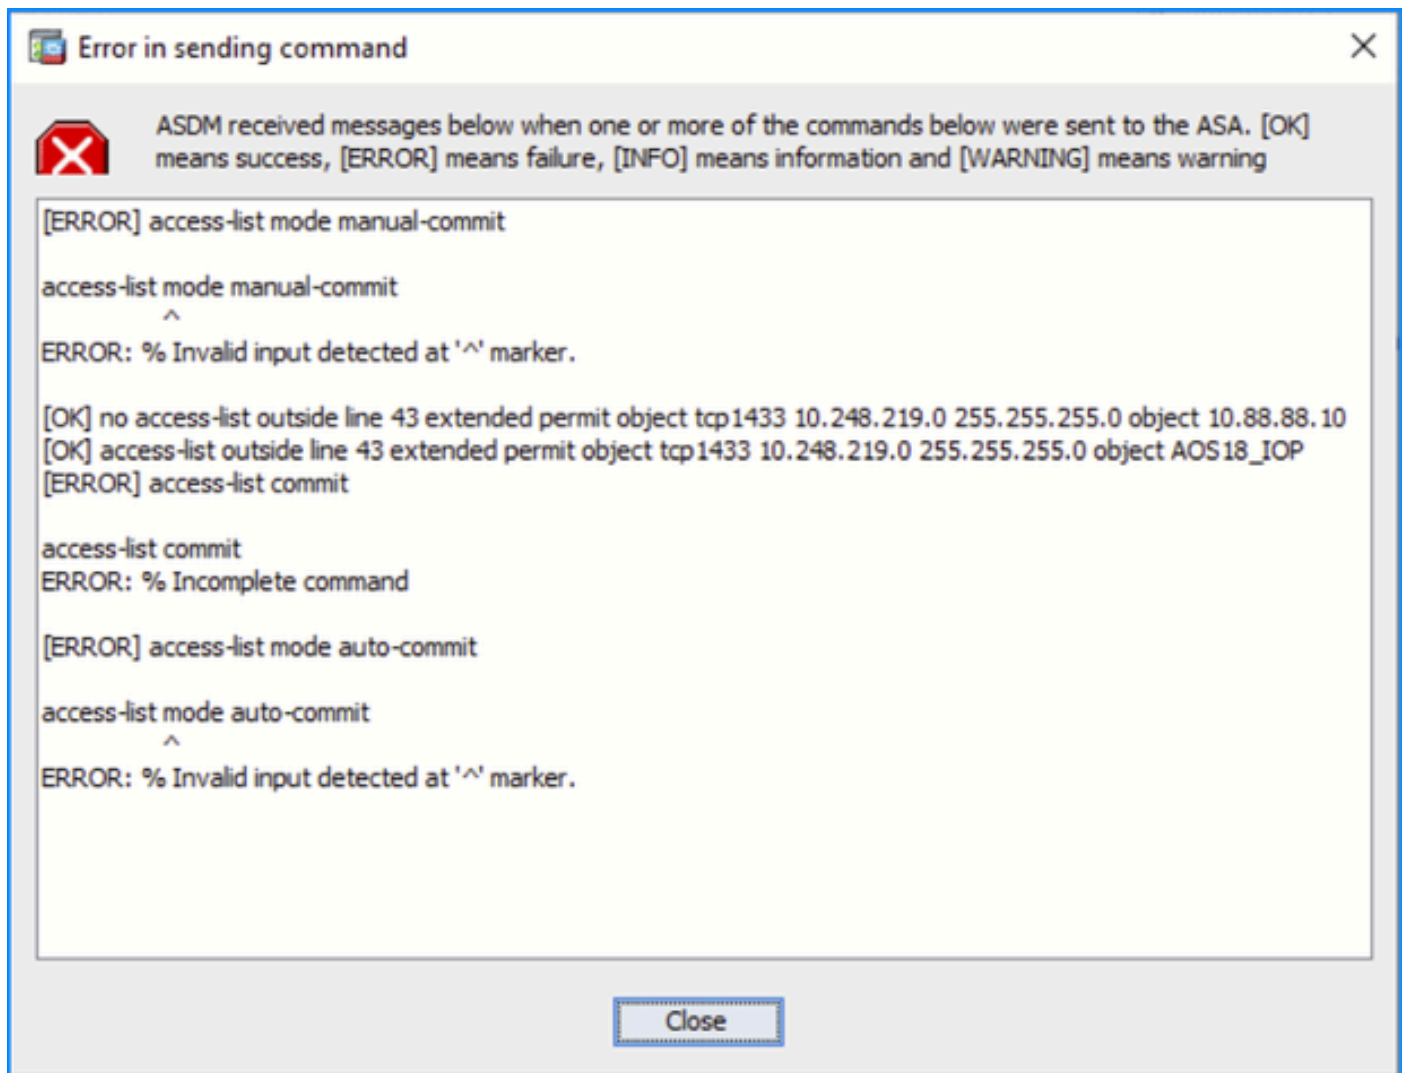 Error in sending command
ASDM received messages below when one or more of the commands below were sent to the ASA. [OK]
means success, [ERROR] means failure, [INFO] means information and [WARNING] means warning
[ERROR] access-list mode manual-commit
access-list mode manual-commit
^
ERROR: % Invalid input detected at '^' marker.
[OK] no access-list outside line 43 extended permit object tcp1433 10.248.219.0 255.255.255.0 object 10.88.88.10
[OK] access-list outside line 43 extended permit object tcp1433 10.248.219.0 255.255.255.0 object AOS18_IOP
[ERROR] access-list commit
access-list commit
ERROR: % Incomplete command
[ERROR] access-list mode auto-commit
access-list mode auto-commit
^
ERROR: % Invalid input detected at '^' marker.
Close